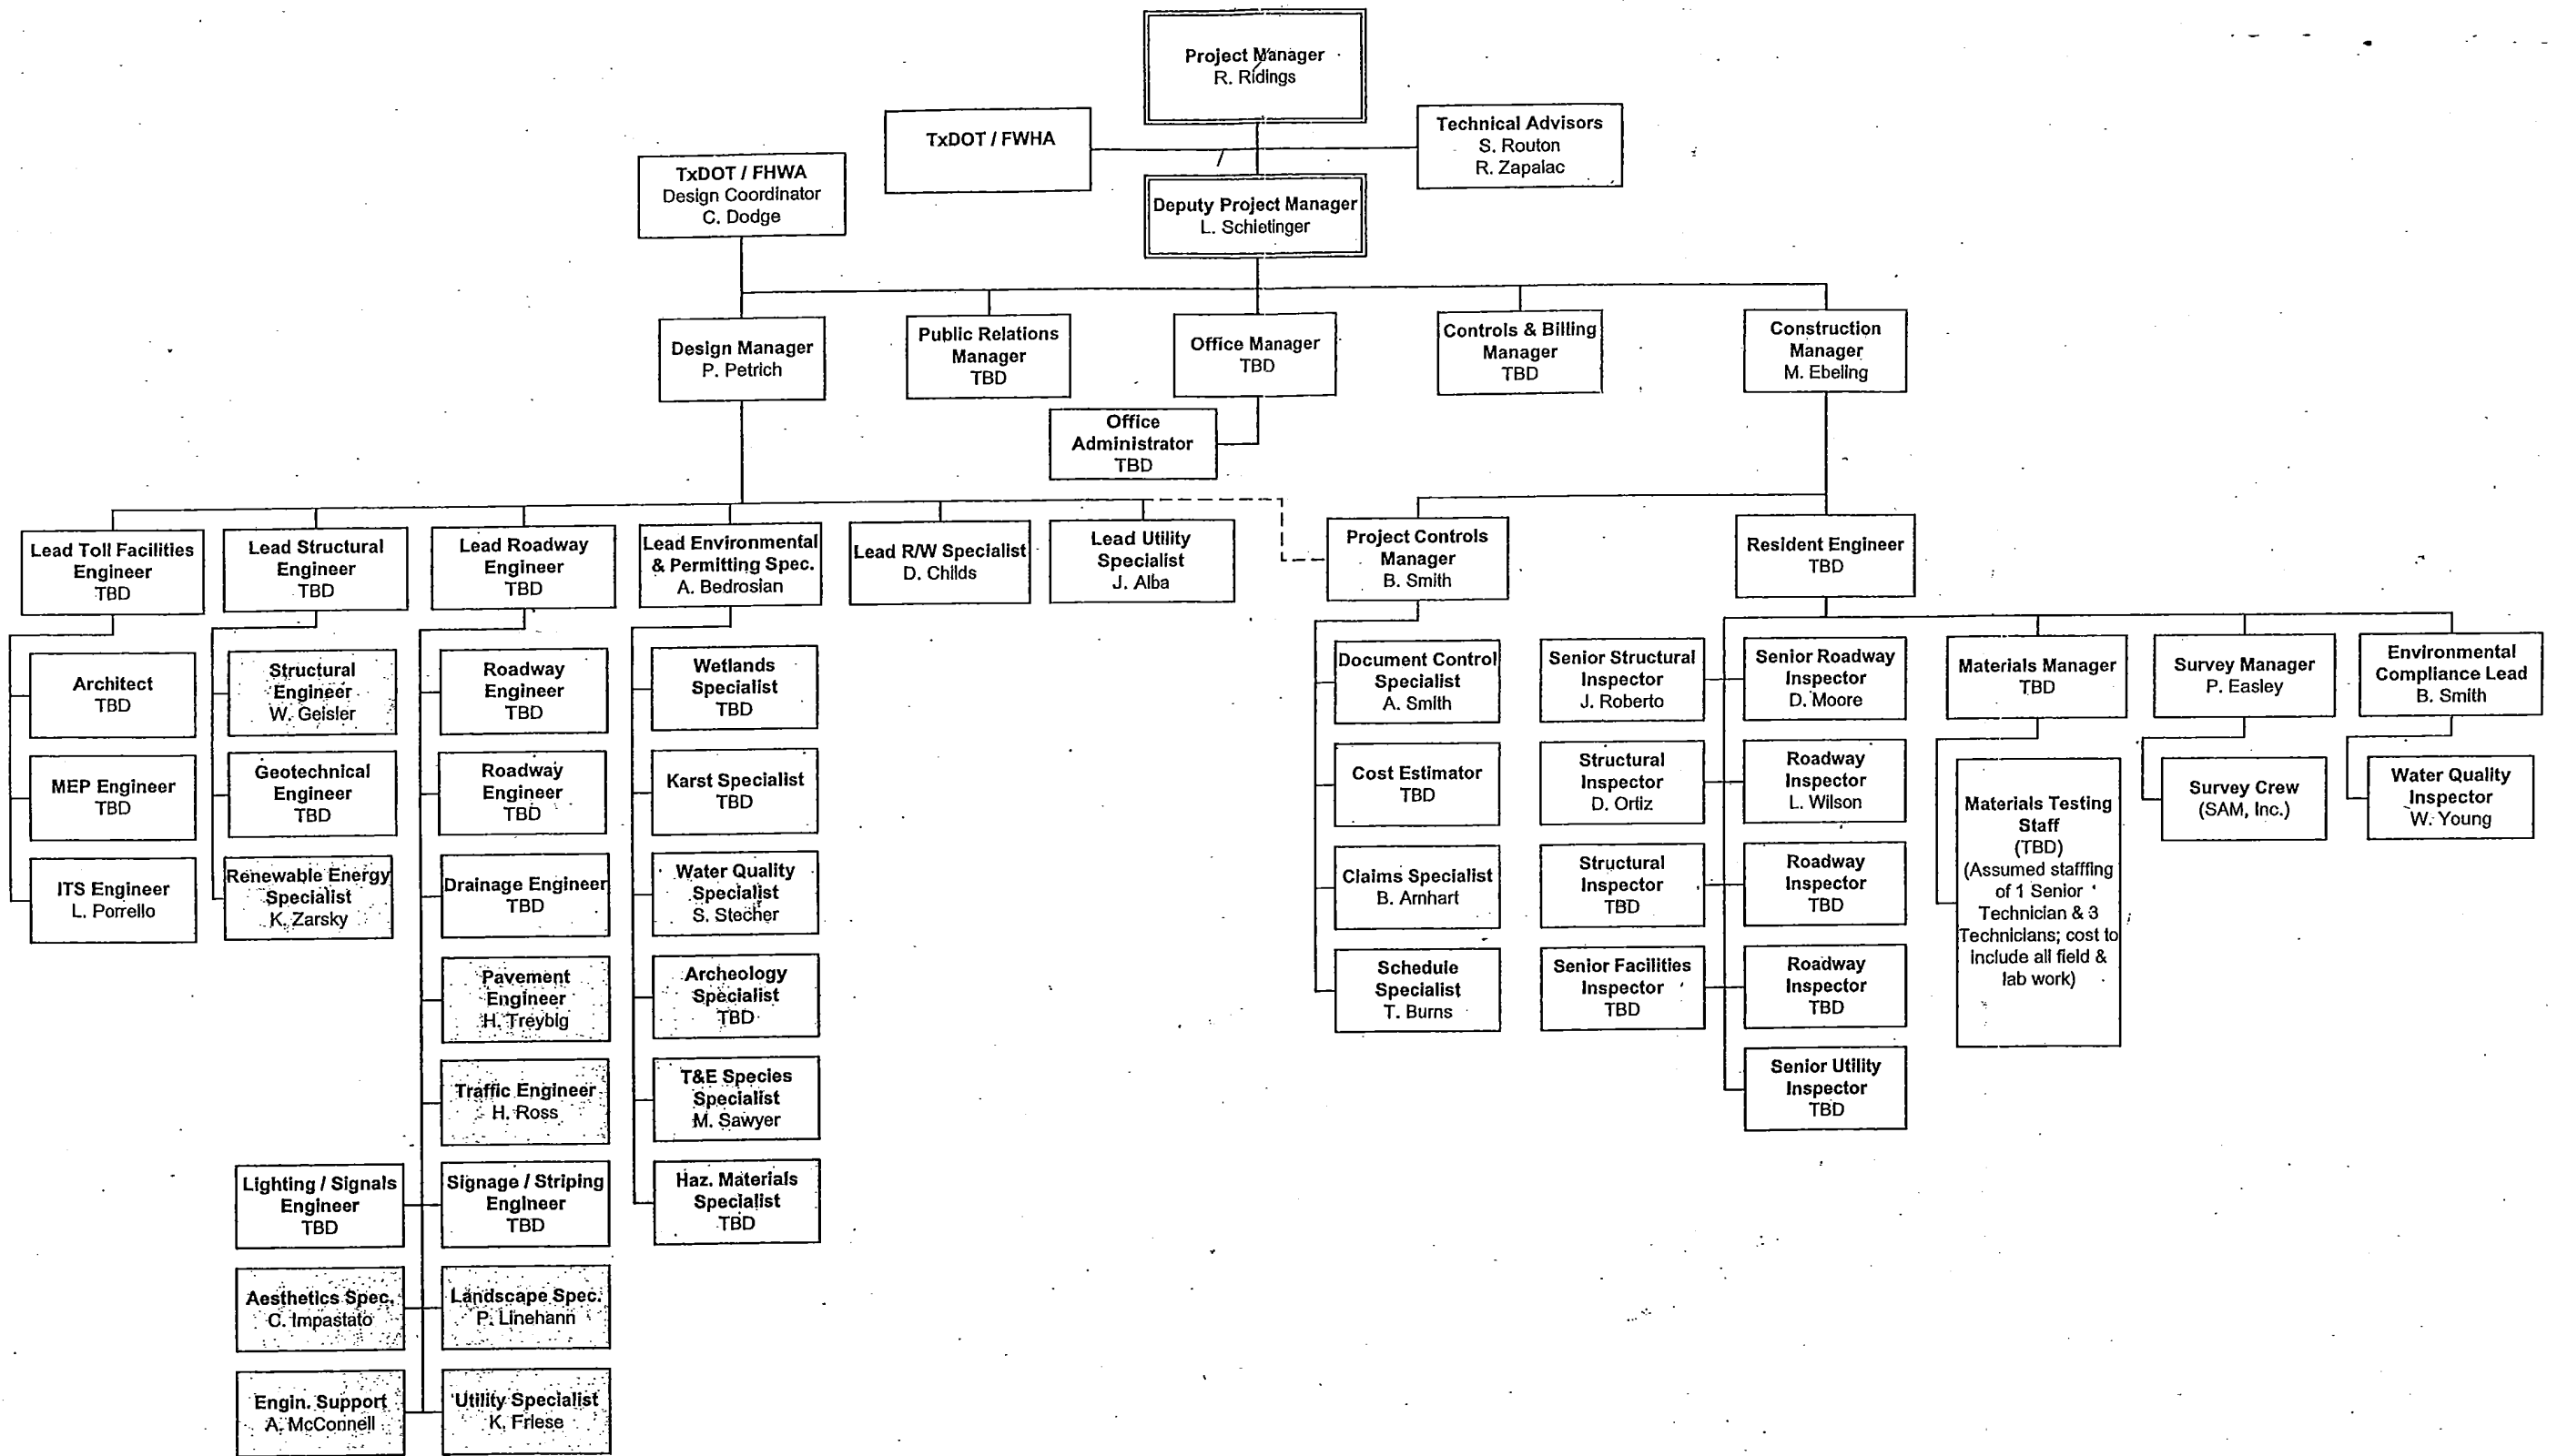 Project Manager
R. Ridings
TxDOT / FWHA
Technical Advisors
S. Routon
R. Zapalac
TxDOT / FHWA
Design Coordinator
C. Dodge
Deputy Project Manager
L. Schietinger
Design Manager
P. Petrich
Public Relations
Manager
TBD
Office Manager
TBD
Controls & Billing
Manager
TBD
Construction
Manager
M. Ebeling
Office
Administrator
TBD
Lead Toll Facilities
Engineer
TBD
Lead Structural
Engineer
TBD
Lead Roadway
Engineer
TBD
Lead Environmental
& Permitting Spec.
A. Bedrosian
Lead R/W Specialist
D. Childs
Lead Utility
Specialist
J. Alba
Project Controls
Manager
B. Smith
Resident Engineer
TBD
Architect
TBD
MEP Engineer
TBD
ITS Engineer
L. Porrello
Structural
Engineer
W. Geisler
Geotechnical
Engineer
TBD
Renewable Energy
Specialist
K. Zarsky
Roadway
Engineer
TBD
Roadway
Engineer
TBD
Drainage Engineer
TBD
Pavement
Engineer
H. Treybig
Traffic Engineer
H. Ross
Lighting / Signals
Engineer
TBD
Signage / Striping
Engineer
TBD
Aesthetics Spec.
C. Impastato
Landscape Spec.
P. Linehann
Engin. Support
A. McConnell
Utility Specialist
K. Friese
Wetlands
Specialist
TBD
Karst Specialist
TBD
Water Quality
Specialist
S. Stecher
Archeology
Specialist
TBD
T&E Species
Specialist
M. Sawyer
Haz. Materials
Specialist
TBD
Document Control
Specialist
A. Smith
Cost Estimator
TBD
Claims Specialist
B. Arnhart
Schedule
Specialist
T. Burns
Senior Structural
Inspector
J. Roberto
Structural
Inspector
D. Ortiz
Structural
Inspector
TBD
Senior Facilities
Inspector
TBD
Senior Roadway
Inspector
D. Moore
Roadway
Inspector
L. Wilson
Roadway
Inspector
TBD
Roadway
Inspector
TBD
Senior Utility
Inspector
TBD
Materials Manager
TBD
Materials Testing
Staff
(TBD)
(Assumed stafffing
of 1 Senior
Technician & 3
Technicians; cost to
include all field &
lab work)
Survey Manager
P. Easley
Survey Crew
(SAM, Inc.)
Environmental
Compliance Lead
B. Smith
Water Quality
Inspector
W. Young